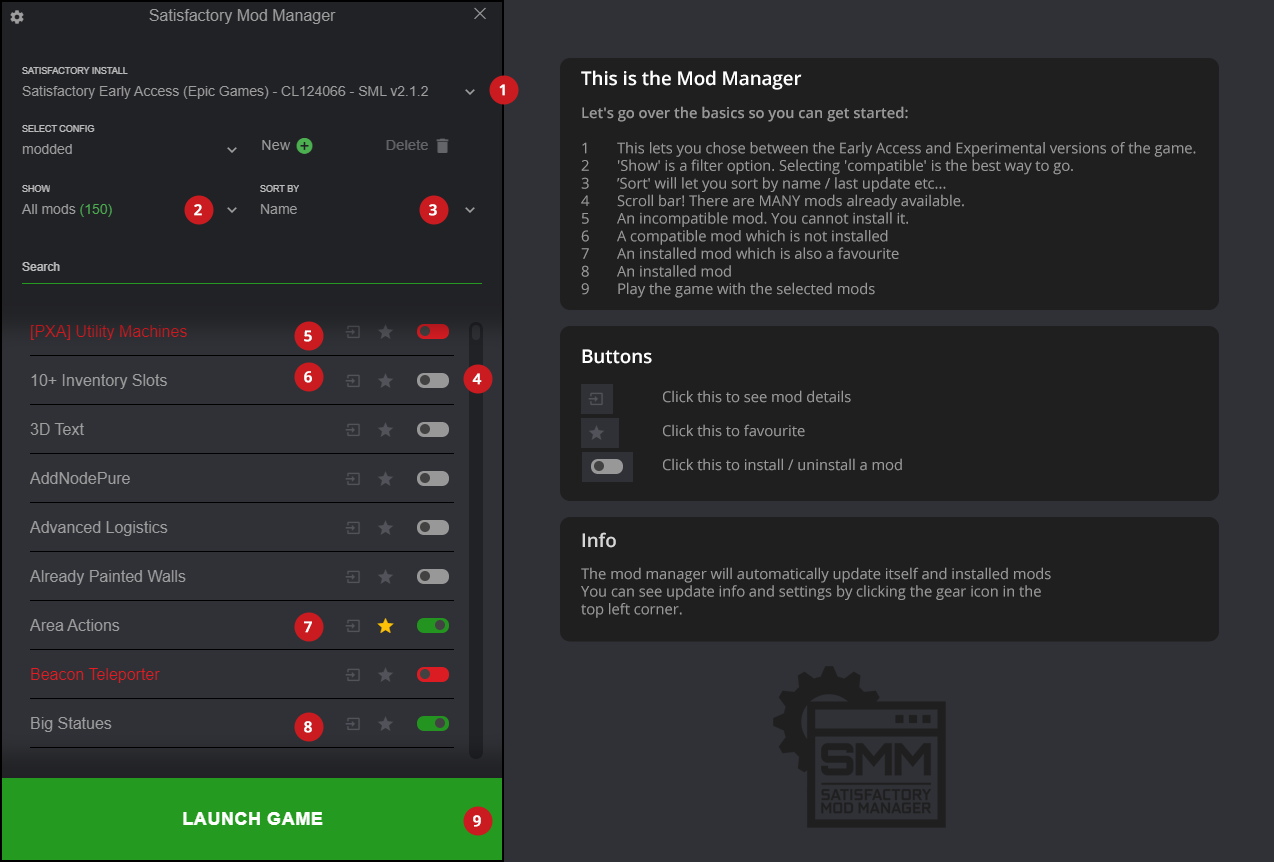 Satisfactory Mod Manager
SATISFACTORY INSTALL
Satisfactory Early Access (Epic Games) - CL124066 - SML v2.1.2
1
SELECT CONFIG
modded
New
Delete
SHOW
All mods (150)
2
SORT BY
Name
3
Search
[PXA] Utility Machines
5
10+ Inventory Slots
6
4
3D Text
AddNodePure
Advanced Logistics
Already Painted Walls
Area Actions
7
Beacon Teleporter
Big Statues
8
LAUNCH GAME
9
This is the Mod Manager
Let's go over the basics so you can get started:
1 This lets you chose between the Early Access and Experimental versions of the game.
2 'Show' is a filter option. Selecting 'compatible' is the best way to go.
3 'Sort' will let you sort by name / last update etc...
4 Scroll bar! There are MANY mods already available.
5 An incompatible mod. You cannot install it.
6 A compatible mod which is not installed
7 An installed mod which is also a favourite
8 An installed mod
9 Play the game with the selected mods
Buttons
Click this to see mod details
Click this to favourite
Click this to install / uninstall a mod
Info
The mod manager will automatically update itself and installed mods
You can see update info and settings by clicking the gear icon in the
top left corner.
SMM
SATISFACTORY
MOD MANAGER